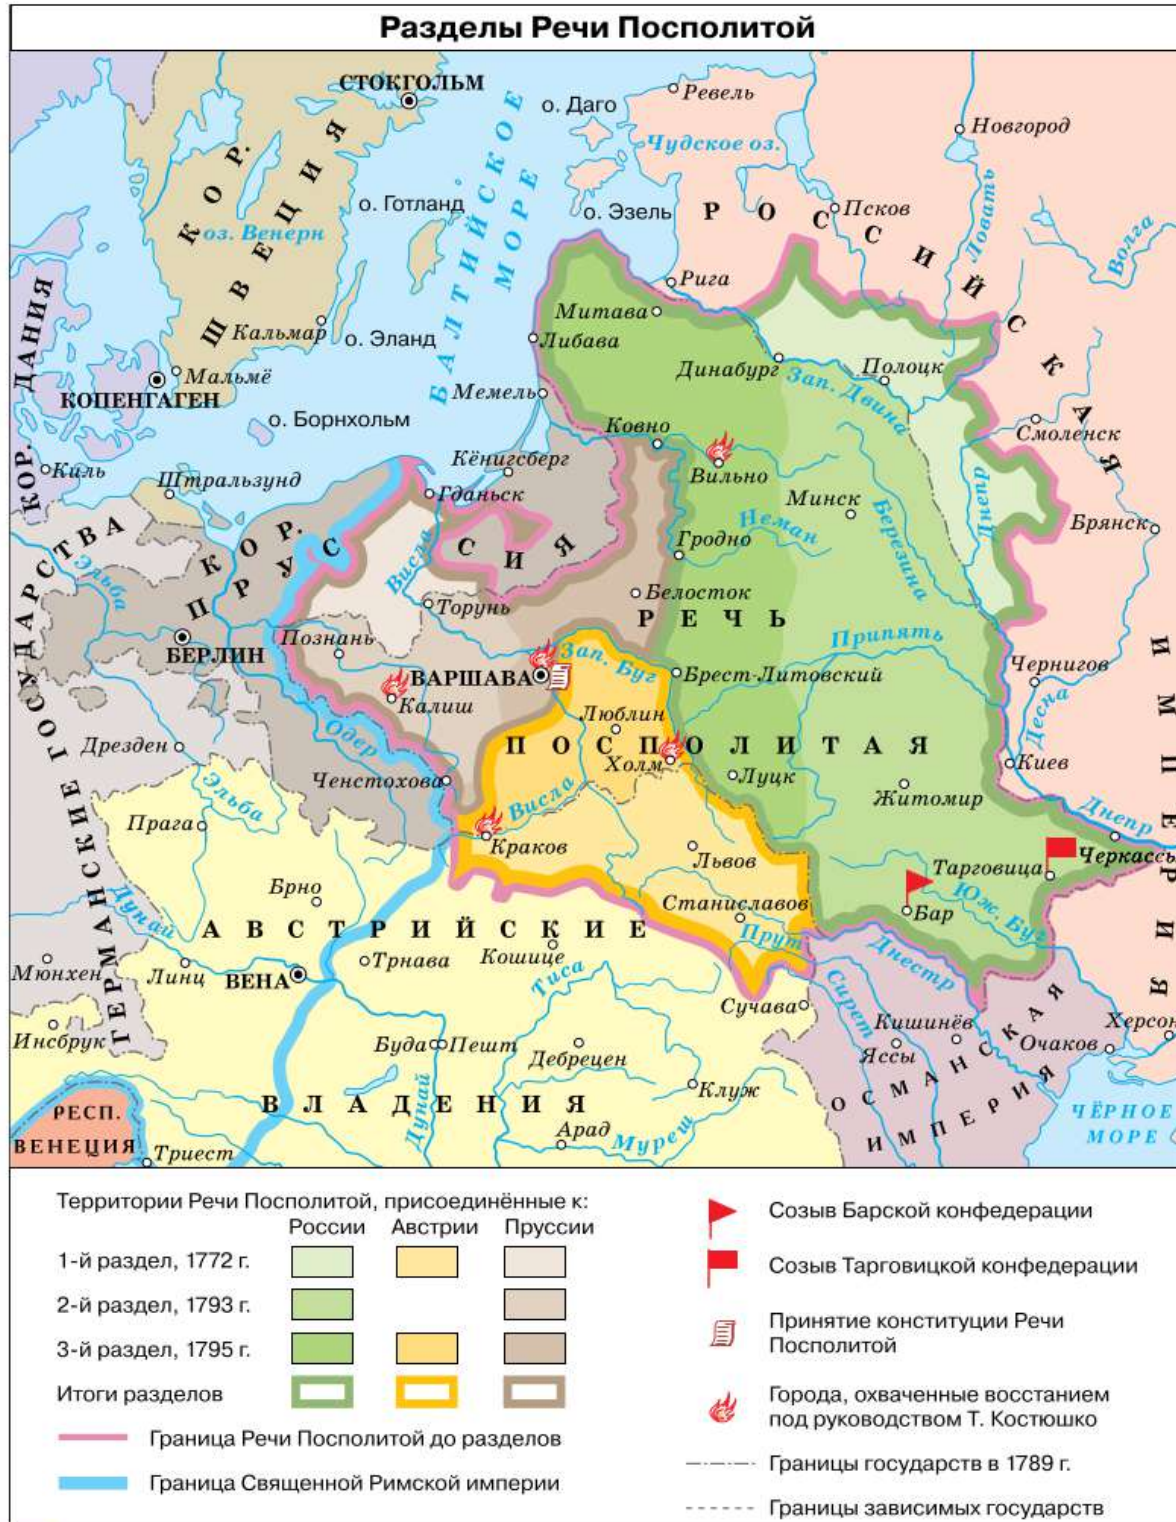 Разделы Речи Посполитой
СТОКГОЛЬМ
о. Даго
Ревель
Чудское оз.
Новгород
КОР. ШВЕЦИЯ
оз. Венерн
о. Готланд
БАЛТИЙСКОЕ
МОРЕ
о. Эзель
Псков
Ловать
Волга
РОССИЙСКАЯ ИМПЕРИЯ
Рига
Митава
Либава
Кальмар
о. Эланд
КОР. ДАНИЯ
Мальмё
КОПЕНГАГЕН
Мемель
Динабург
Зап. Двина
Полоцк
о. Борнхольм
Ковно
Смоленск
Киль
Штральзунд
Кёнигсберг
Гданьск
Вильно
Минск
Березина
Днепр
Брянск
Неман
Гродно
КОР. ПРУССИЯ
Эльба
Висла
Торунь
Белосток
РЕЧЬ
ПОСПОЛИТАЯ
БЕРЛИН
Познань
ВАРШАВА
Зап. Буг
Брест-Литовский
Припять
Чернигов
Десна
Калиш
Люблин
Холм
Одер
Дрезден
Ченстохова
Луцк
Киев
Житомир
Эльба
Прага
Висла
Краков
Львов
Днепр
Черкассы
Тарговица
Бар
Юж. Буг
Станиславов
Прут
Днестр
Брно
Дунай
ГЕРМАНСКИЕ ГОСУДАРСТВА
АВСТРИЙСКИЕ
ВЛАДЕНИЯ
Мюнхен
Линц
ВЕНА
Трнава
Кошице
Тиса
Сучава
Сирет
Кишинёв
Яссы
Очаков
Херсон
Инсбрук
Буда
Пешт
Дебрецен
Клуж
ОСМАНСКАЯ
ИМПЕРИЯ
РЕСП.
ВЕНЕЦИЯ
Триест
Дунай
Арад
Муреш
ЧЁРНОЕ
МОРЕ
Территории Речи Посполитой, присоединённые к:
России Австрии Пруссии
1-й раздел, 1772 г.
2-й раздел, 1793 г.
3-й раздел, 1795 г.
Итоги разделов
Граница Речи Посполитой до разделов
Граница Священной Римской империи
Созыв Барской конфедерации
Созыв Тарговицкой конфедерации
Принятие конституции Речи
Посполитой
Города, охваченные восстанием
под руководством Т. Костюшко
Границы государств в 1789 г.
Границы зависимых государств